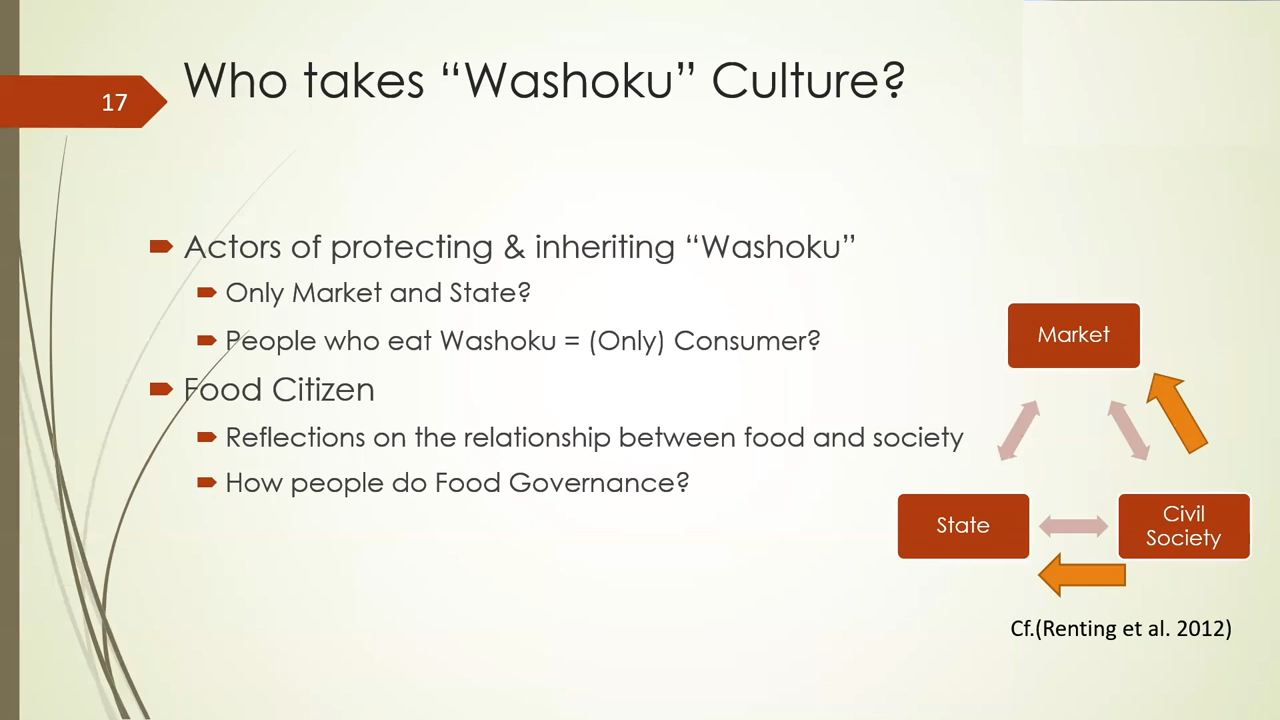 17
Who takes “Washoku” Culture?
Actors of protecting & inheriting “Washoku”
Only Market and State?
People who eat Washoku = (Only) Consumer?
Food Citizen
Reflections on the relationship between food and society
How people do Food Governance?
Market
State
Civil
Society
Cf.(Renting et al. 2012)